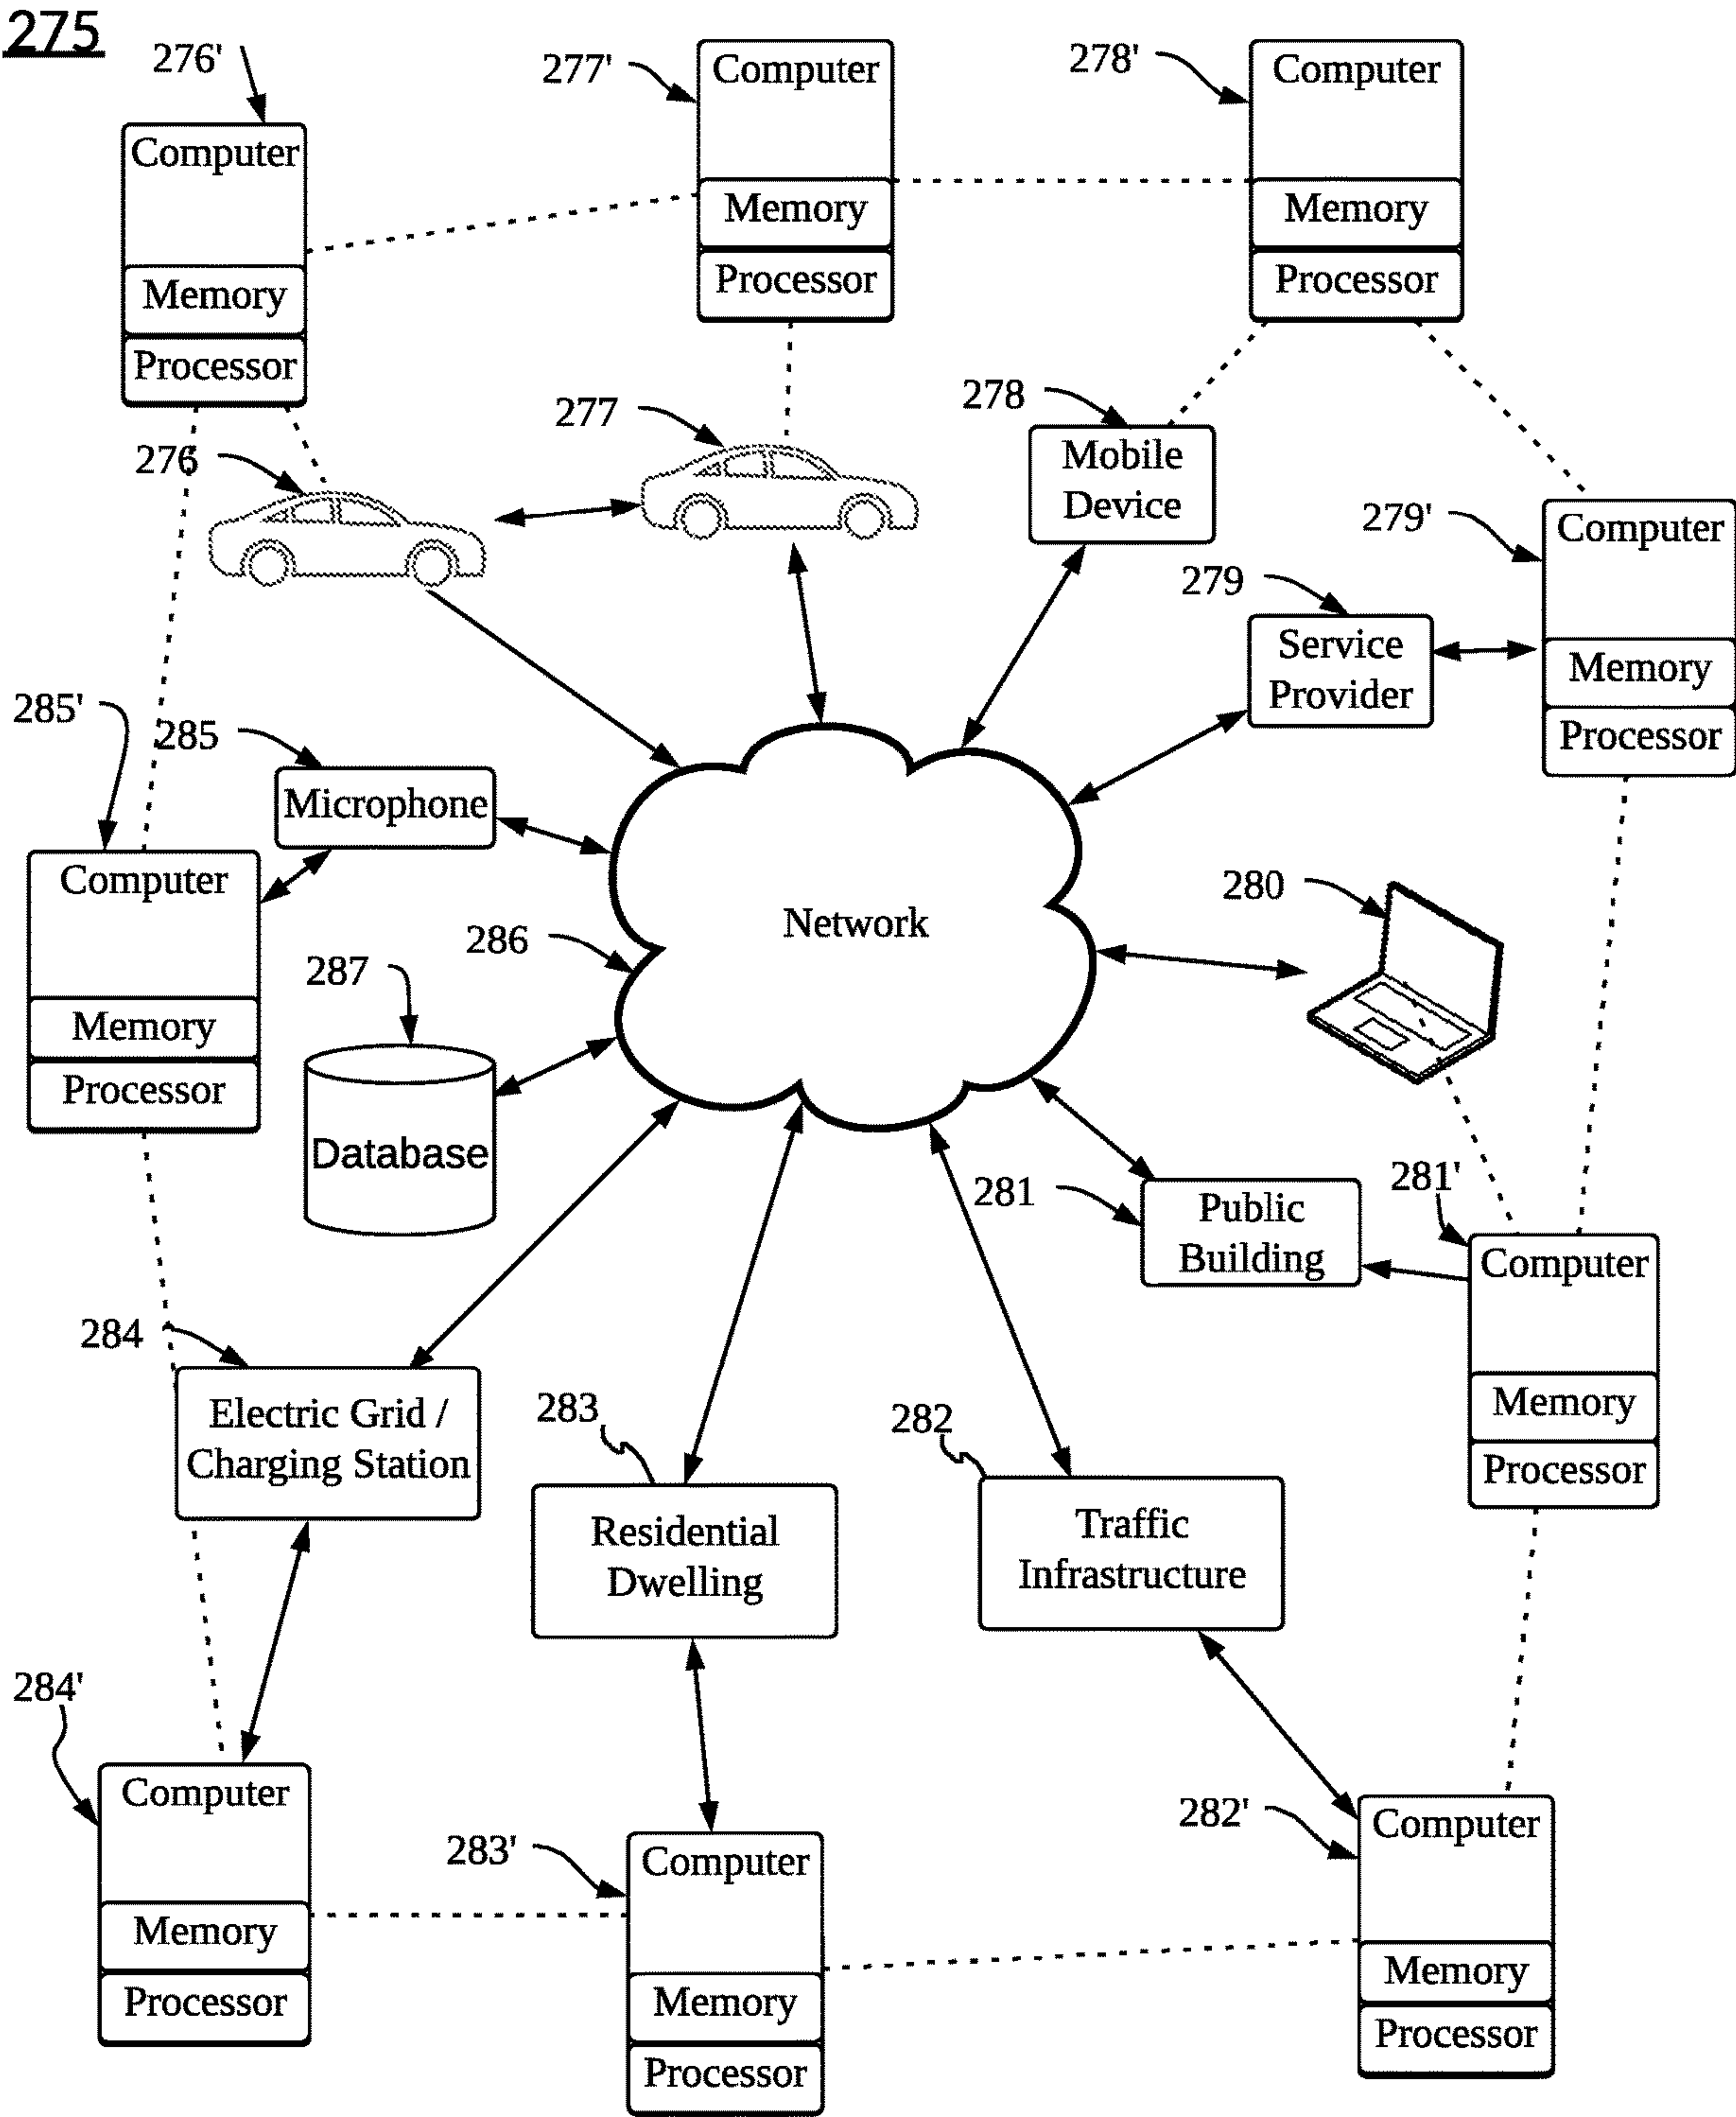 275
276'
277'
278'
Computer
Memory
Processor
Computer
Memory
Processor
Computer
Memory
Processor
276
277
278
Mobile
Device
279'
Computer
Memory
Processor
279
Service
Provider
285'
285
Microphone
Computer
Memory
Processor
286
287
Database
Network
280
281
Public
Building
281'
Computer
Memory
Processor
284
Electric Grid /
Charging Station
283
Residential
Dwelling
282
Traffic
Infrastructure
284'
Computer
Memory
Processor
283'
Computer
Memory
Processor
282'
Computer
Memory
Processor